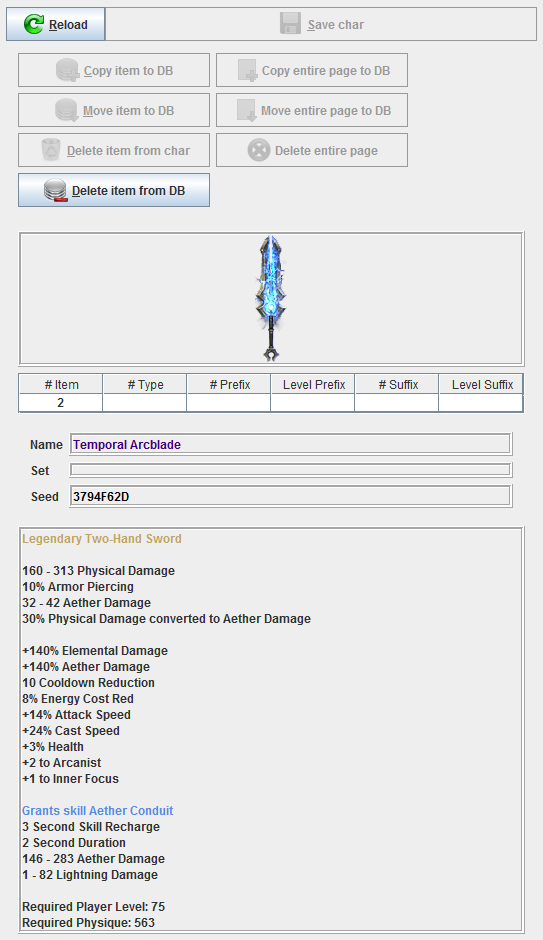 Reload
Save char
Copy item to DB
Copy entire page to DB
Move item to DB
Move entire page to DB
Delete item from char
Delete entire page
Delete item from DB
# Item # Type # Prefix Level Prefix # Suffix Level Suffix
2
Name Temporal Arcblade
Set
Seed 3794F62D
Legendary Two-Hand Sword
160 - 313 Physical Damage
10% Armor Piercing
32 - 42 Aether Damage
30% Physical Damage converted to Aether Damage
+140% Elemental Damage
+140% Aether Damage
10 Cooldown Reduction
8% Energy Cost Red
+14% Attack Speed
+24% Cast Speed
+3% Health
+2 to Arcanist
+1 to Inner Focus
Grants skill Aether Conduit
3 Second Skill Recharge
2 Second Duration
146 - 283 Aether Damage
1 - 82 Lightning Damage
Required Player Level: 75
Required Physique: 563